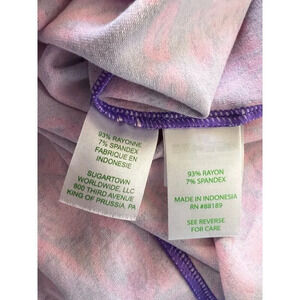 93% RAYONNE
7% SPANDEX
FABRIQUE EN
INDONESIE
SUGARTOWN
WORLDWIDE, LLC
800 THIRD AVENUE
KING OF PRUSSIA, PA
93% RAYON
7% SPANDEX
MADE IN INDONESIA
RN #88189
SEE REVERSE
FOR CARE